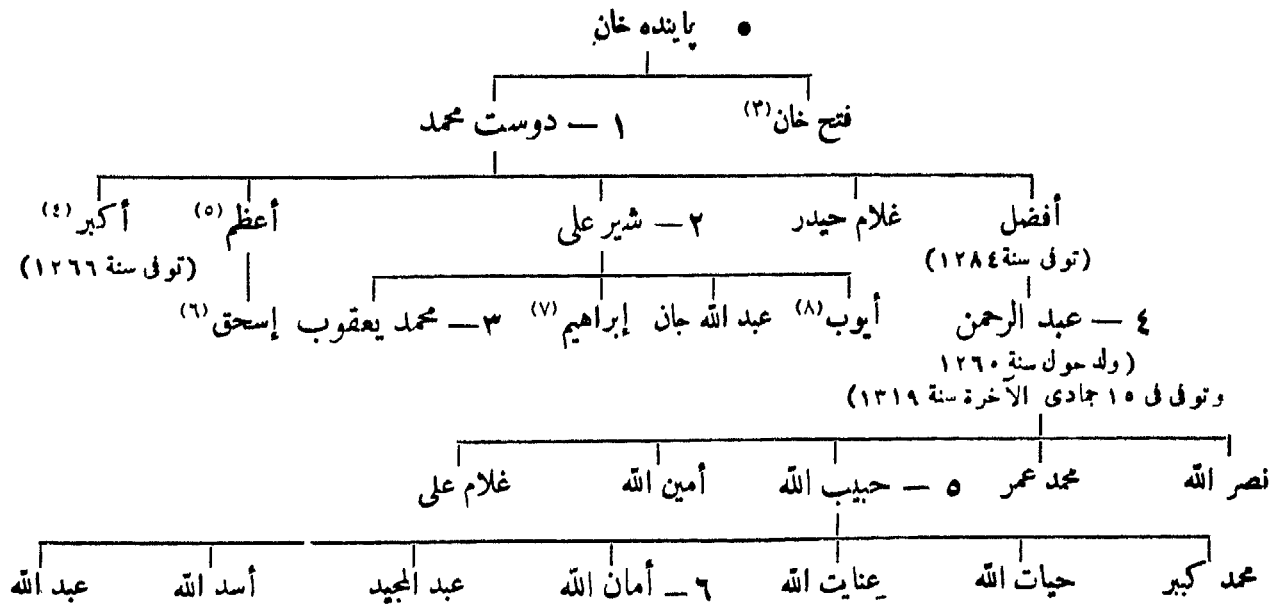 • پاینده خان
فتح خان (٣) ١ — دوست محمد
أفضل غلام حيدر ٢ — شير على أعظم (٥) أكبر (٤)
(توفى سنة ١٢٨٤) (توفى سنة ١٢٦٦)
٤ — عبد الرحمن أيوب (٨) عبد الله جان إبراهيم (٧) ٣ — محمد يعقوب إسحق (٦)
(ولد حول سنة ١٢٦٠
وتوفى فى ١٥ جمادى الآخرة سنة ١٣١٩)
نصر الله محمد عمر ٥ — حبيب الله أمين الله غلام على
محمد كبير حيات الله عنايت الله ٦ — أمان الله عبد المجيد أسد الله عبد الله